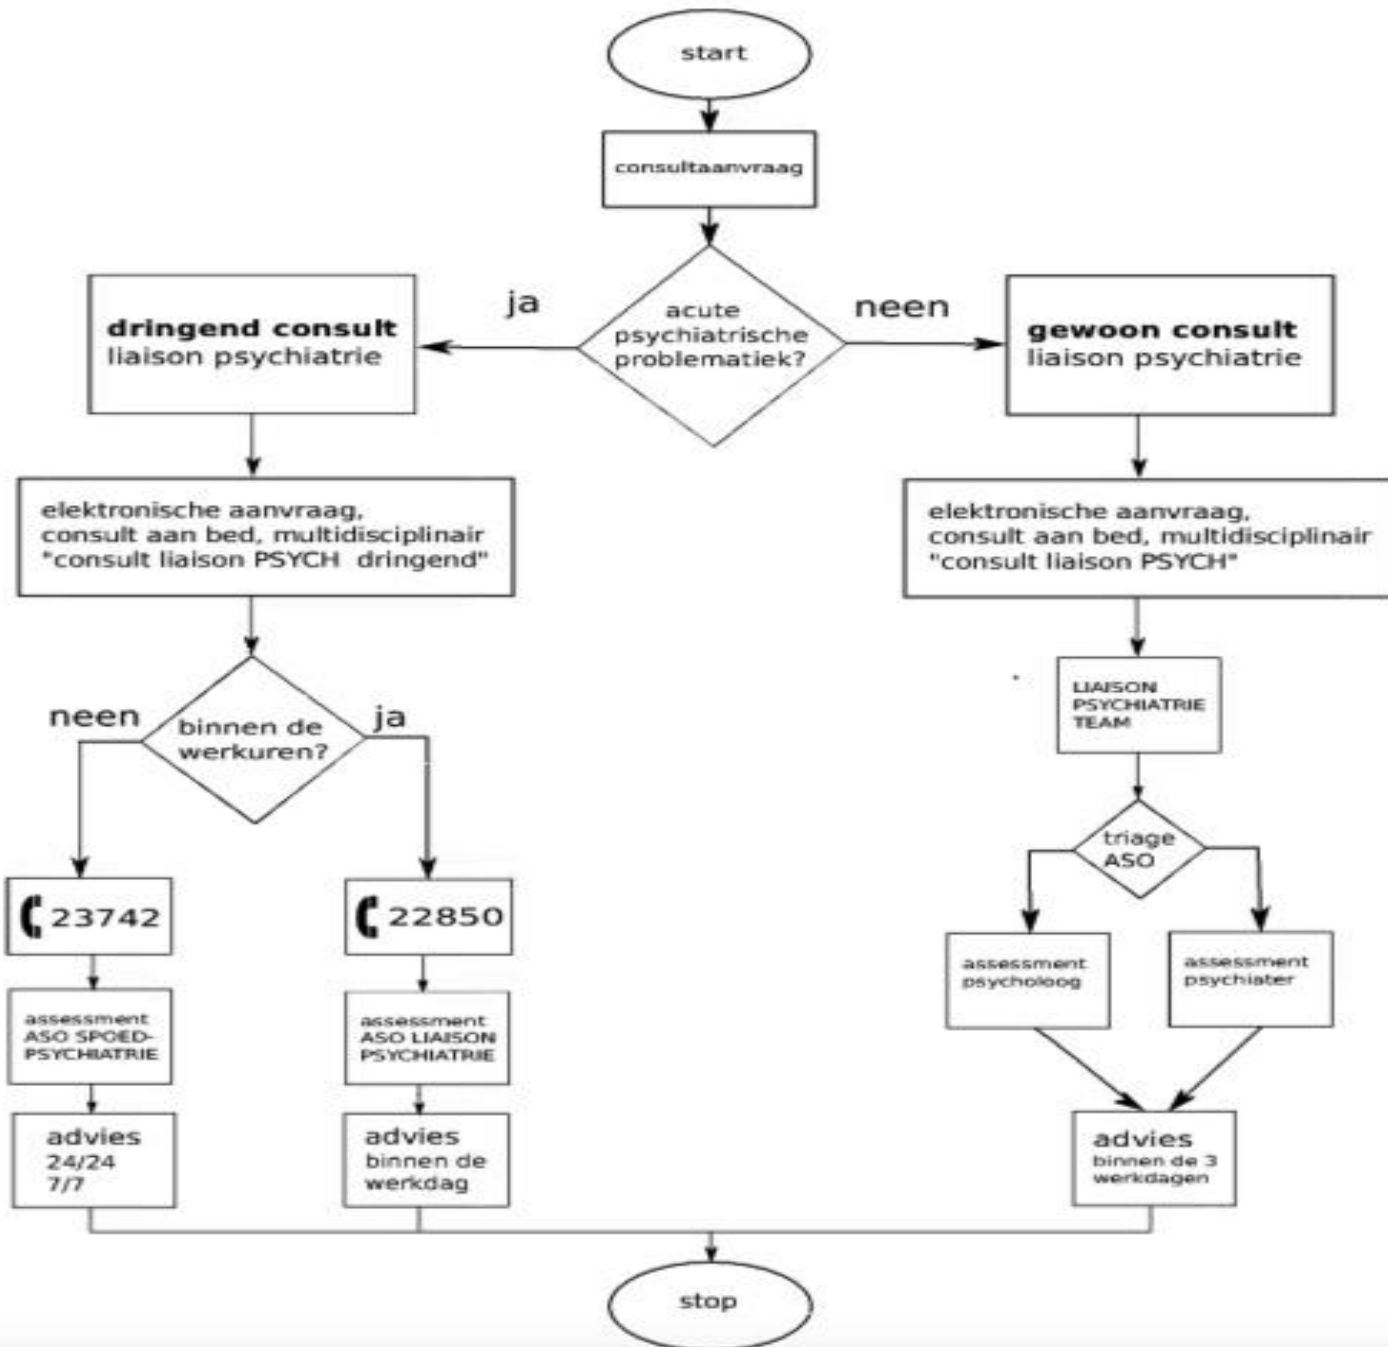 start
consultaanvraag
ja
acute
psychiatrische
problematiek?
neen
dringend consult
liaison psychiatrie
gewoon consult
liaison psychiatrie
elektronische aanvraag,
consult aan bed, multidisciplinair
"consult liaison PSYCH dringend"
elektronische aanvraag,
consult aan bed, multidisciplinair
"consult liaison PSYCH"
neen
binnen de
werkuren?
ja
LIAISON
PSYCHIATRIE
TEAM
triage
ASO
23742
22850
assessment
psycholoog
assessment
psychiater
assessment
ASO SPOED-
PSYCHIATRIE
assessment
ASO LIAISON
PSYCHIATRIE
advies
24/24
7/7
advies
binnen de
werkdag
advies
binnen de 3
werkdagen
stop